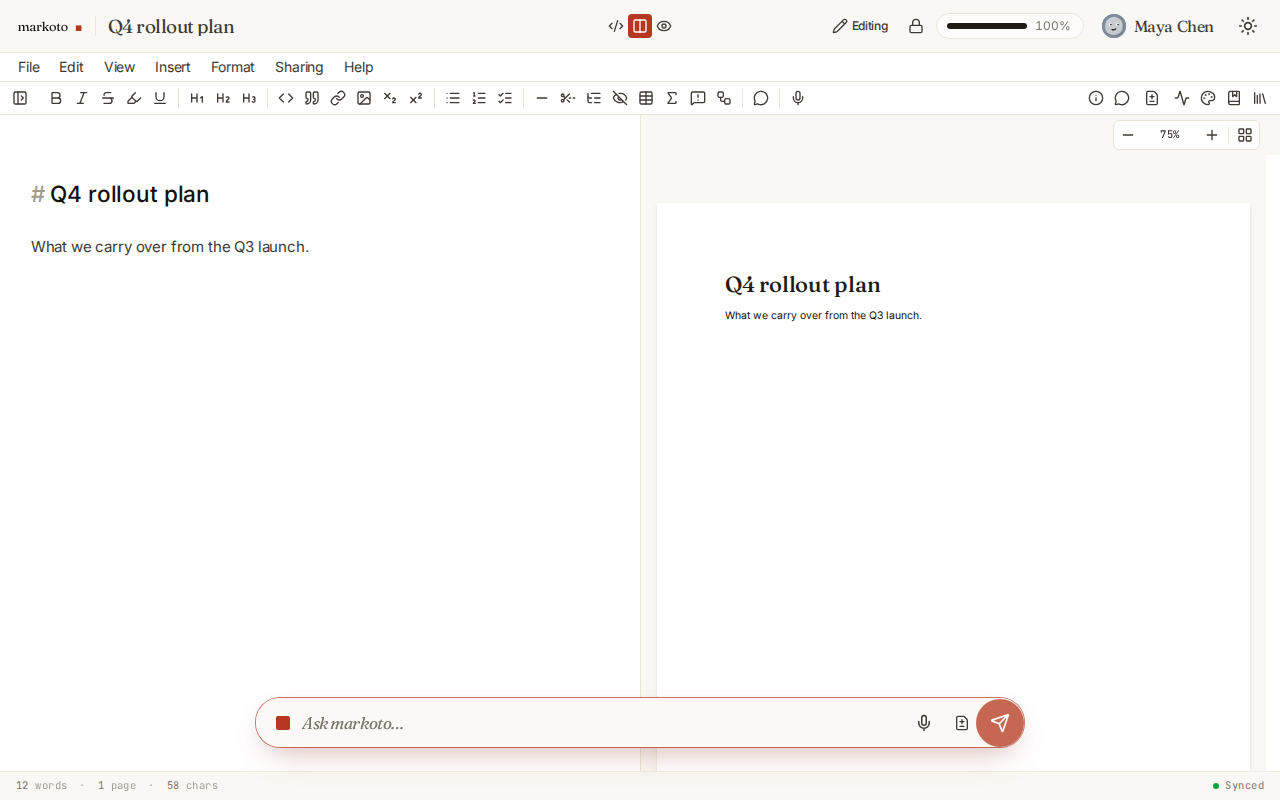 markoto
Q4 rollout plan
Editing
100%
Maya Chen
File Edit View Insert Format Sharing Help
H1 H2 H3
75%
# Q4 rollout plan
What we carry over from the Q3 launch.
Q4 rollout plan
What we carry over from the Q3 launch.
Ask markoto...
12 words · 1 page · 58 chars
Synced